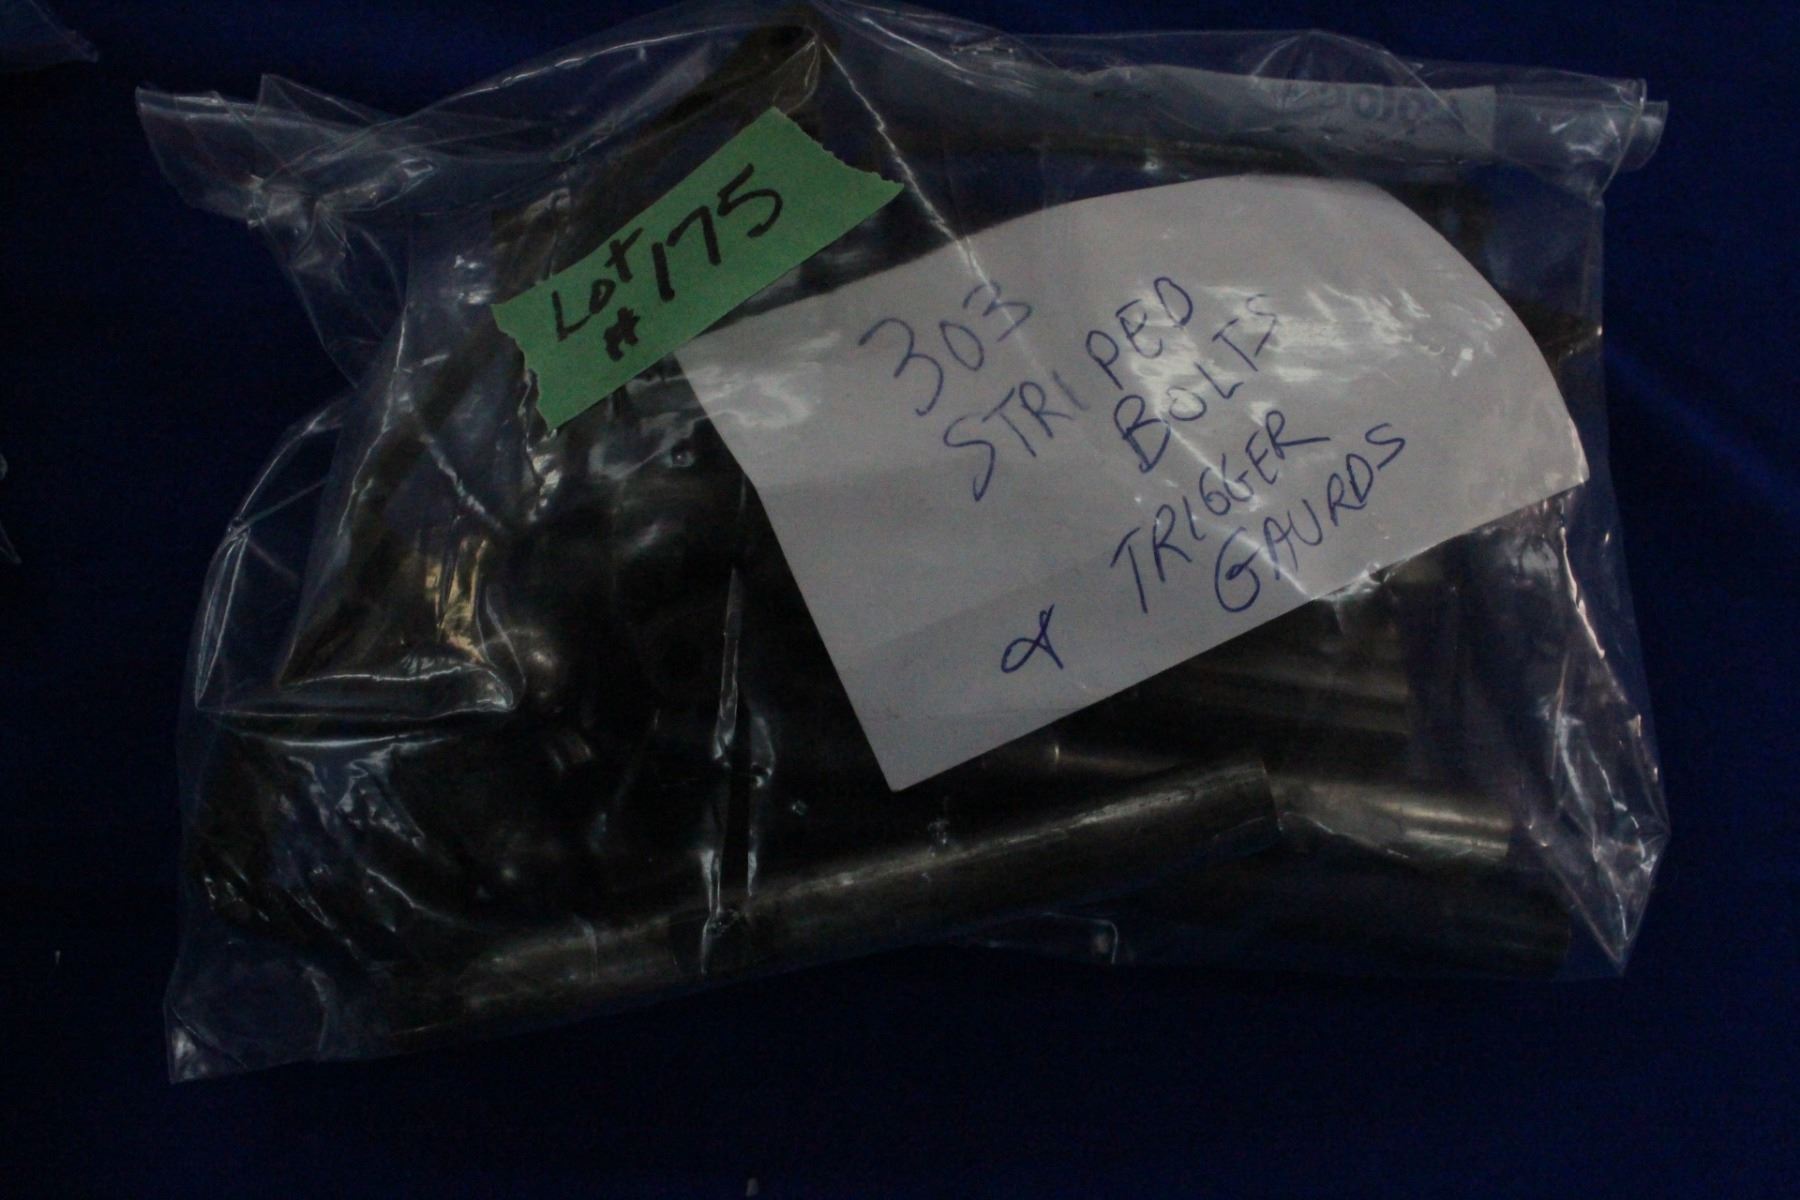 Lot
# 175
303
STRIPED
BOLTS
& TRIGGER
GAURDS